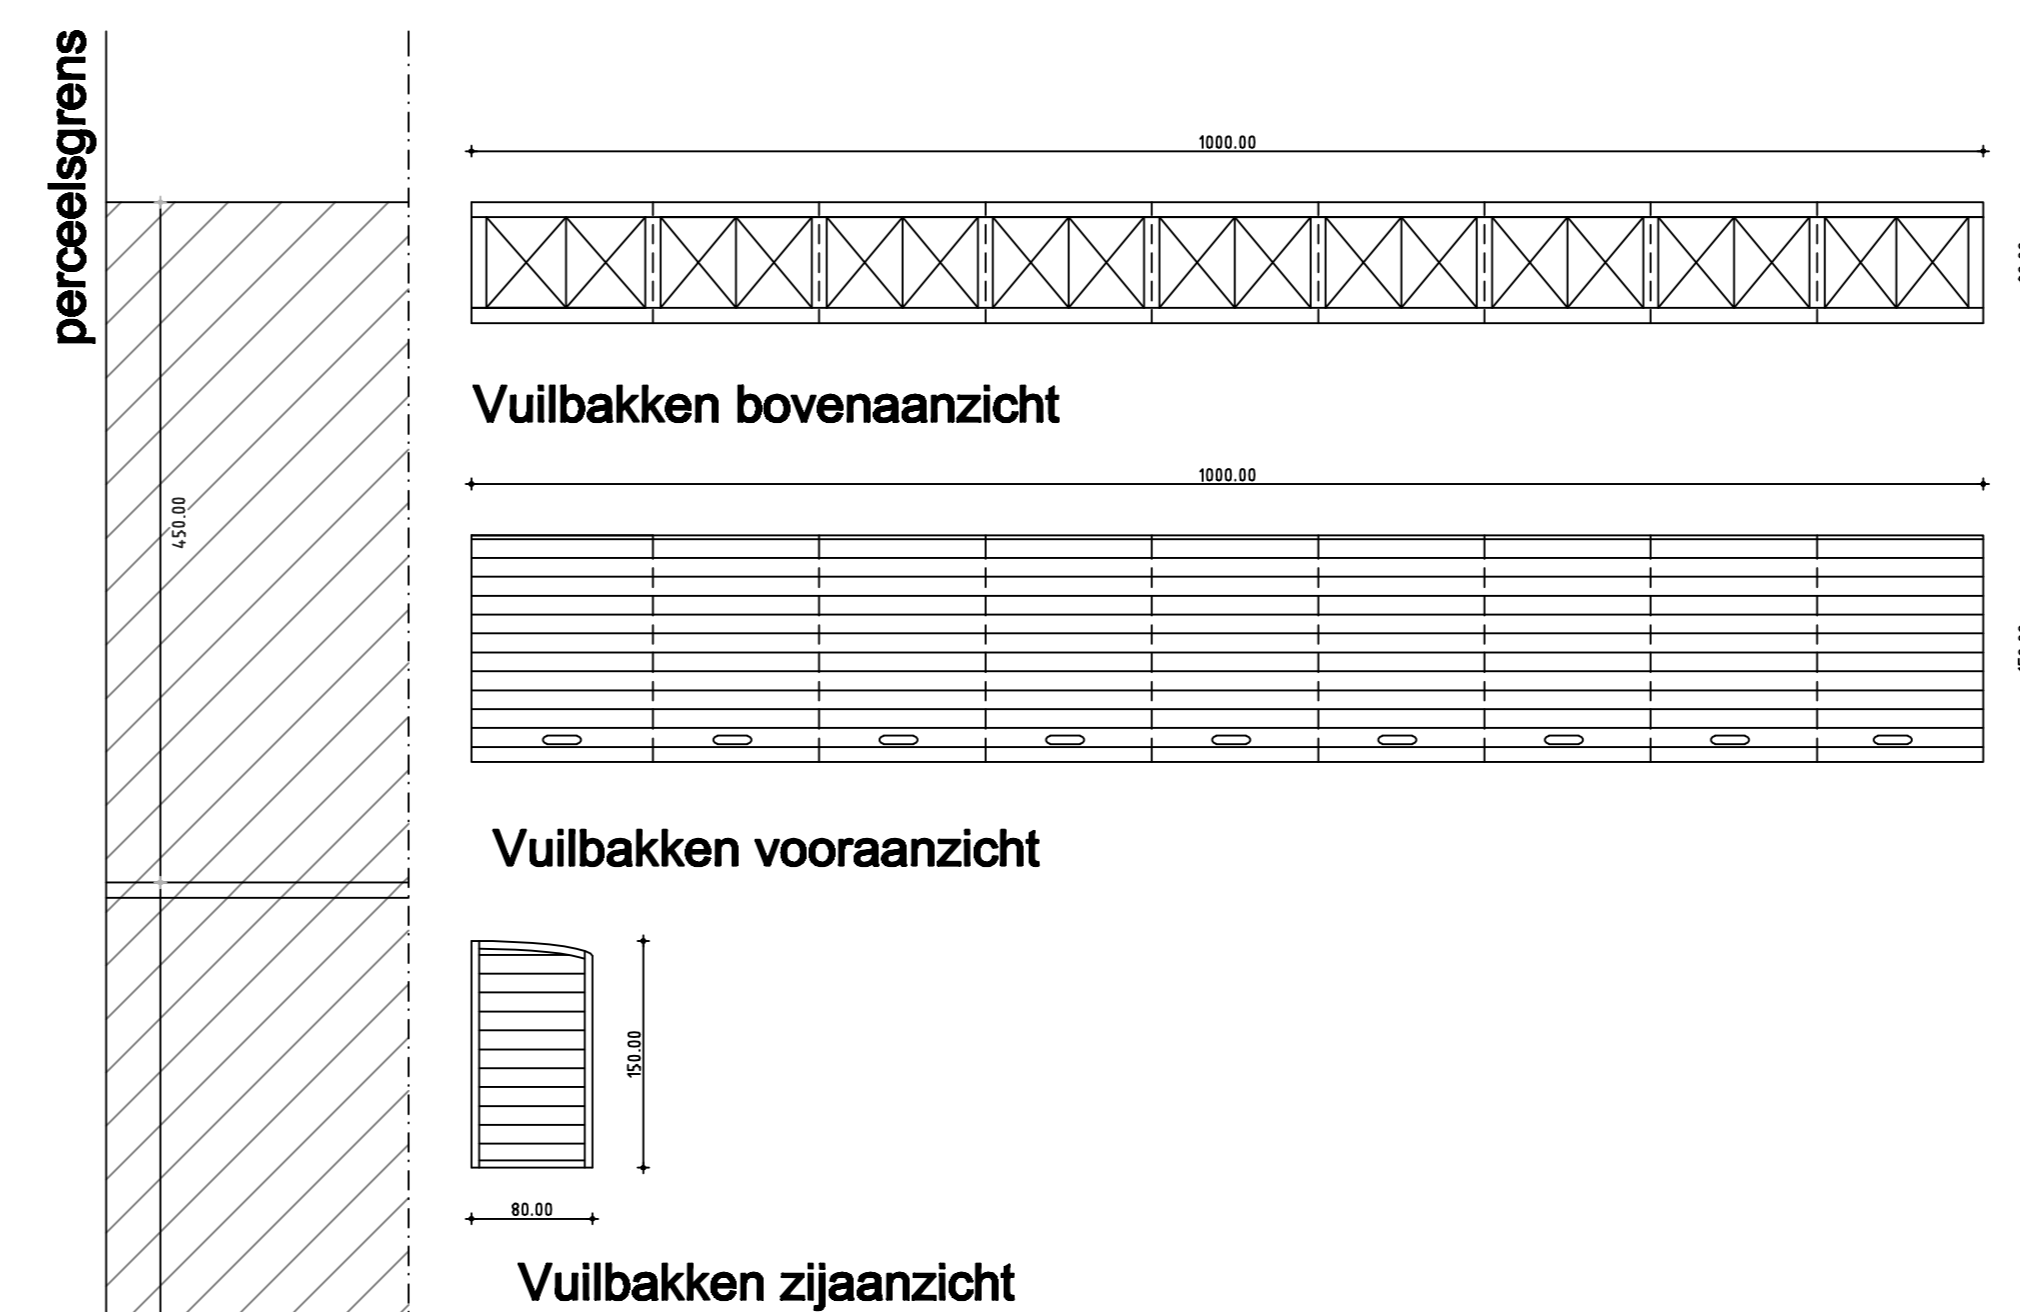 perceelsgrens
1000.00
Vuilbakken bovenaanzicht
1000.00
450.00
Vuilbakken vooraanzicht
150.00
80.00
Vuilbakken zijaanzicht